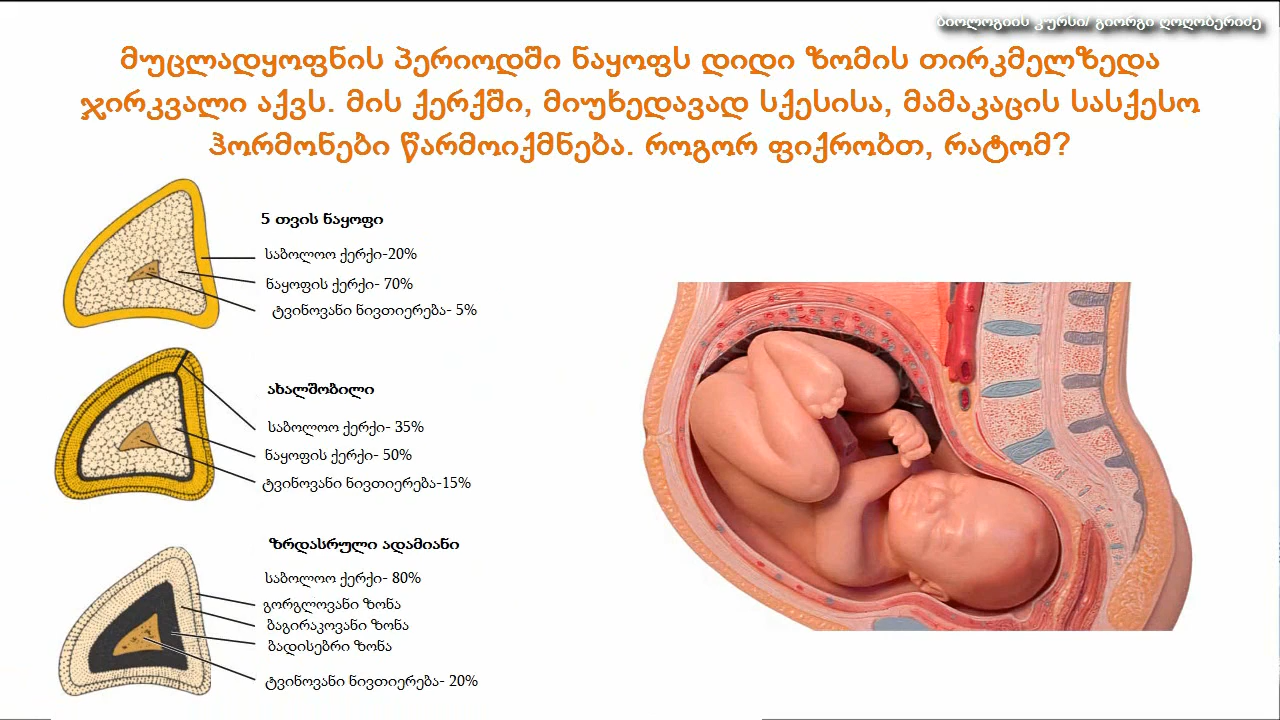 ბიოლოგიის კურსი/ გიორგი ღოღობერიძე
მუცლადყოფნის პერიოდში ნაყოფს დიდი ზომის თირკმელზედა
ჯირკვალი აქვს. მის ქერქში, მიუხედავად სქესისა, მამაკაცის სასქესო
ჰორმონები წარმოიქმნება. როგორ ფიქრობთ, რატომ?
5 თვის ნაყოფი
საბოლოო ქერქი-20%
ნაყოფის ქერქი- 70%
ტვინოვანი ნივთიერება- 5%
ახალშობილი
საბოლოო ქერქი- 35%
ნაყოფის ქერქი- 50%
ტვინოვანი ნივთიერება-15%
ზრდასრული ადამიანი
საბოლოო ქერქი- 80%
გორგლოვანი ზონა
ბაგირაკოვანი ზონა
ბადისებრი ზონა
ტვინოვანი ნივთიერება- 20%